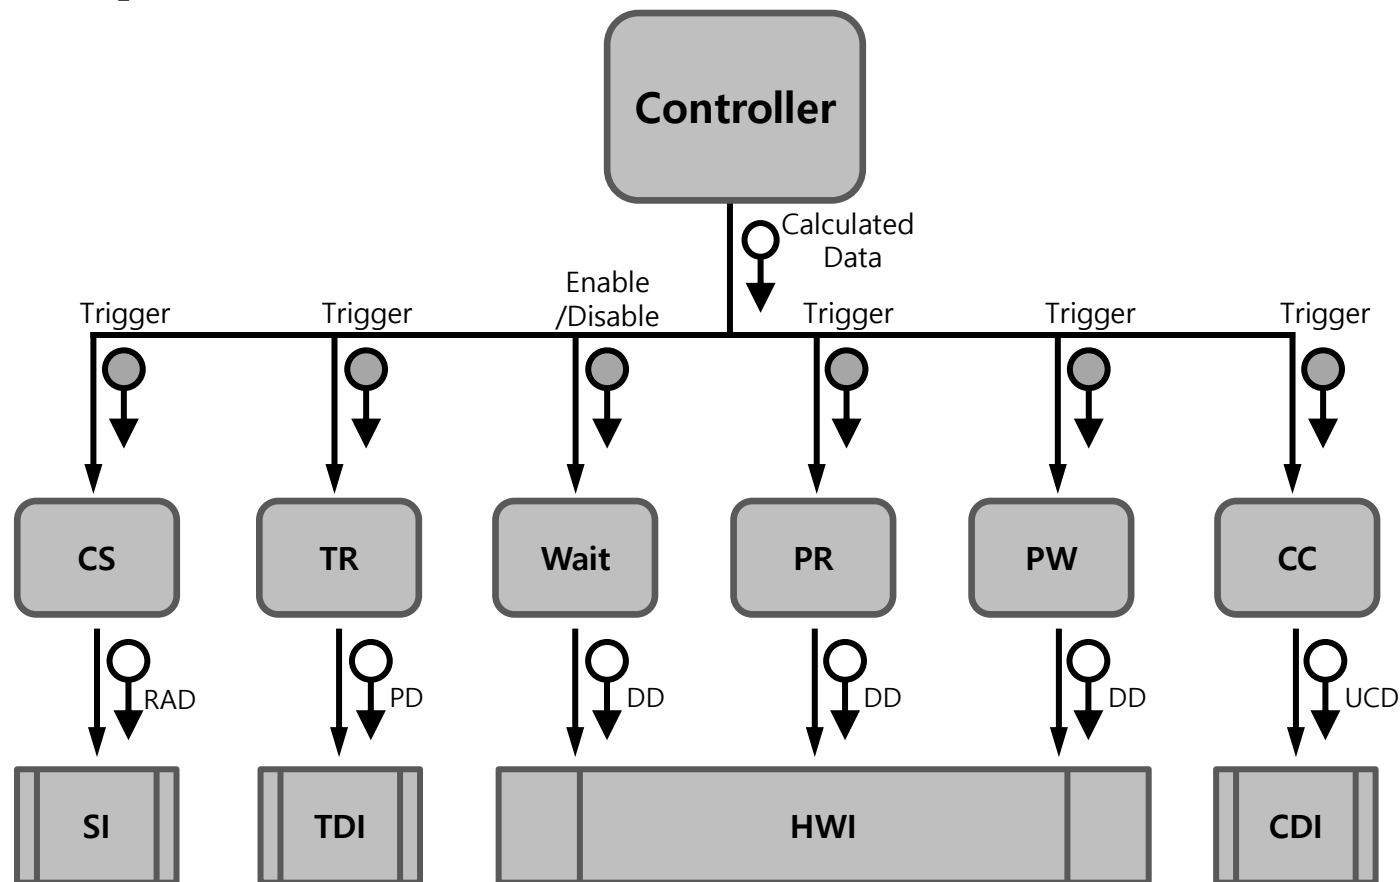 Controller
Calculated
Data
Enable
/Disable
Trigger
Trigger
Trigger
Trigger
Trigger
CS
TR
Wait
PR
PW
CC
RAD
PD
DD
DD
DD
UCD
SI
TDI
HWI
CDI